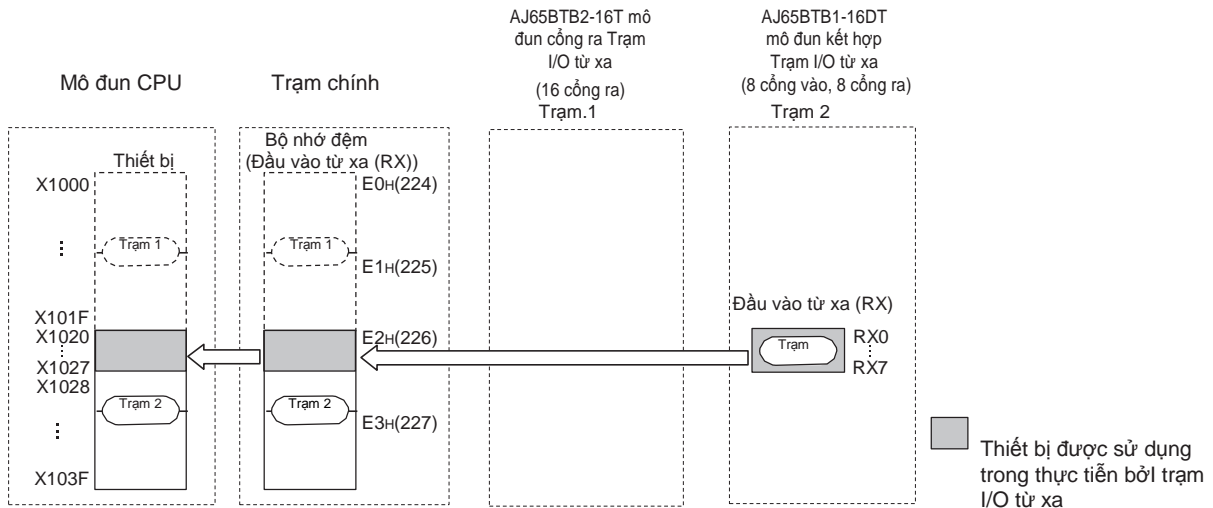 AJ65BTB2-16T mô
đun cổng ra Trạm
I/O từ xa
(16 cổng ra)
Trạm.1
AJ65BTB1-16DT
mô đun kết hợp
Trạm I/O từ xa
(8 cổng vào, 8 cổng ra)
Trạm 2
Mô đun CPU
Trạm chính
Thiết bị
Bộ nhớ đệm
(Đầu vào từ xa (RX))
X1000
E0H(224)
Trạm 1
Trạm 1
E1H(225)
X101F
X1020
X1027
X1028
E2H(226)
Đầu vào từ xa (RX)
Trạm
RX0
RX7
Trạm 2
Trạm 2
E3H(227)
X103F
Thiết bị được sử dụng
trong thực tiễn bởI trạm
I/O từ xa